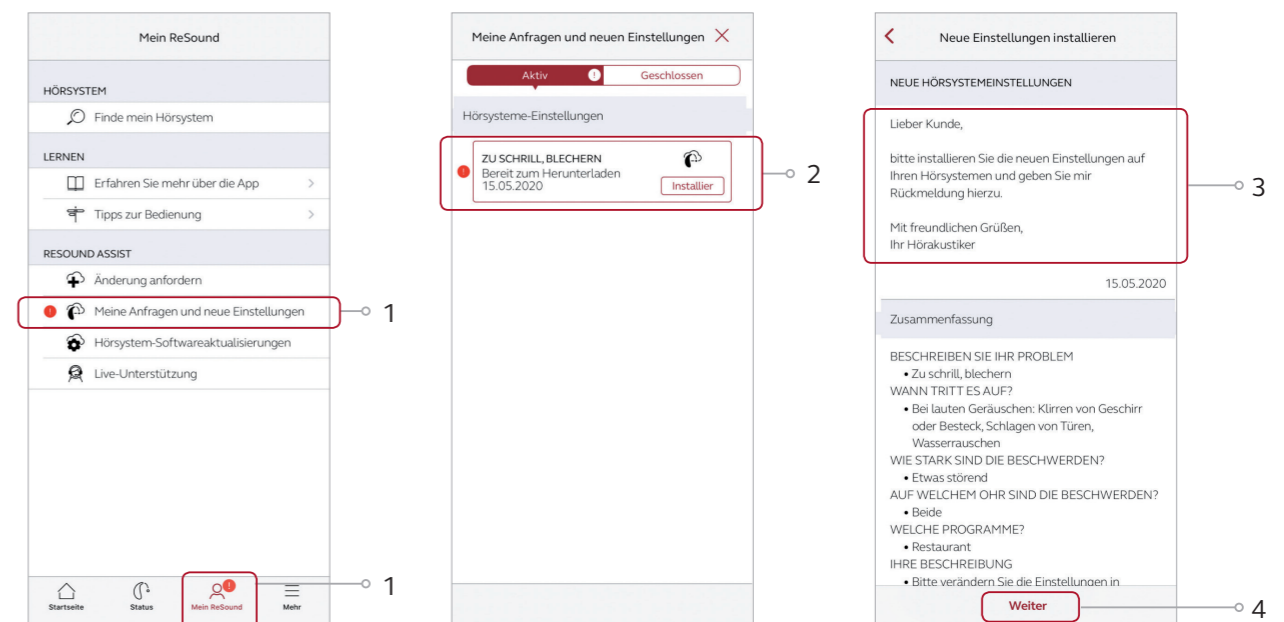 Mein ReSound
HÖRSYSTEM
Finde mein Hörsystem
LERNEN
Erfahren Sie mehr über die App
Tipps zur Bedienung
RESOUND ASSIST
Änderung anfordern
Meine Anfragen und neue Einstellungen
1
Hörsystem-Softwareaktualisierungen
Live-Unterstützung
Startseite
Status
Mein ReSound
Mehr
1
Meine Anfragen und neuen Einstellungen
Aktiv
Geschlossen
Hörsysteme-Einstellungen
ZU SCHRILL, BLECHERN
Bereit zum Herunterladen
15.05.2020
Installier
2
Neue Einstellungen installieren
NEUE HÖRSYSTEMEINSTELLUNGEN
Lieber Kunde,
bitte installieren Sie die neuen Einstellungen auf
Ihren Hörsystemen und geben Sie mir
Rückmeldung hierzu.
Mit freundlichen Grüßen,
Ihr Hörakustiker
3
15.05.2020
Zusammenfassung
BESCHREIBEN SIE IHR PROBLEM
• Zu schrill, blechern
WANN TRITT ES AUF?
• Bei lauten Geräuschen: Klirren von Geschirr
oder Besteck, Schlagen von Türen,
Wasserrauschen
WIE STARK SIND DIE BESCHWERDEN?
• Etwas störend
AUF WELCHEM OHR SIND DIE BESCHWERDEN?
• Beide
WELCHE PROGRAMME?
• Restaurant
IHRE BESCHREIBUNG
• Bitte verändern Sie die Einstellungen in
Weiter
4